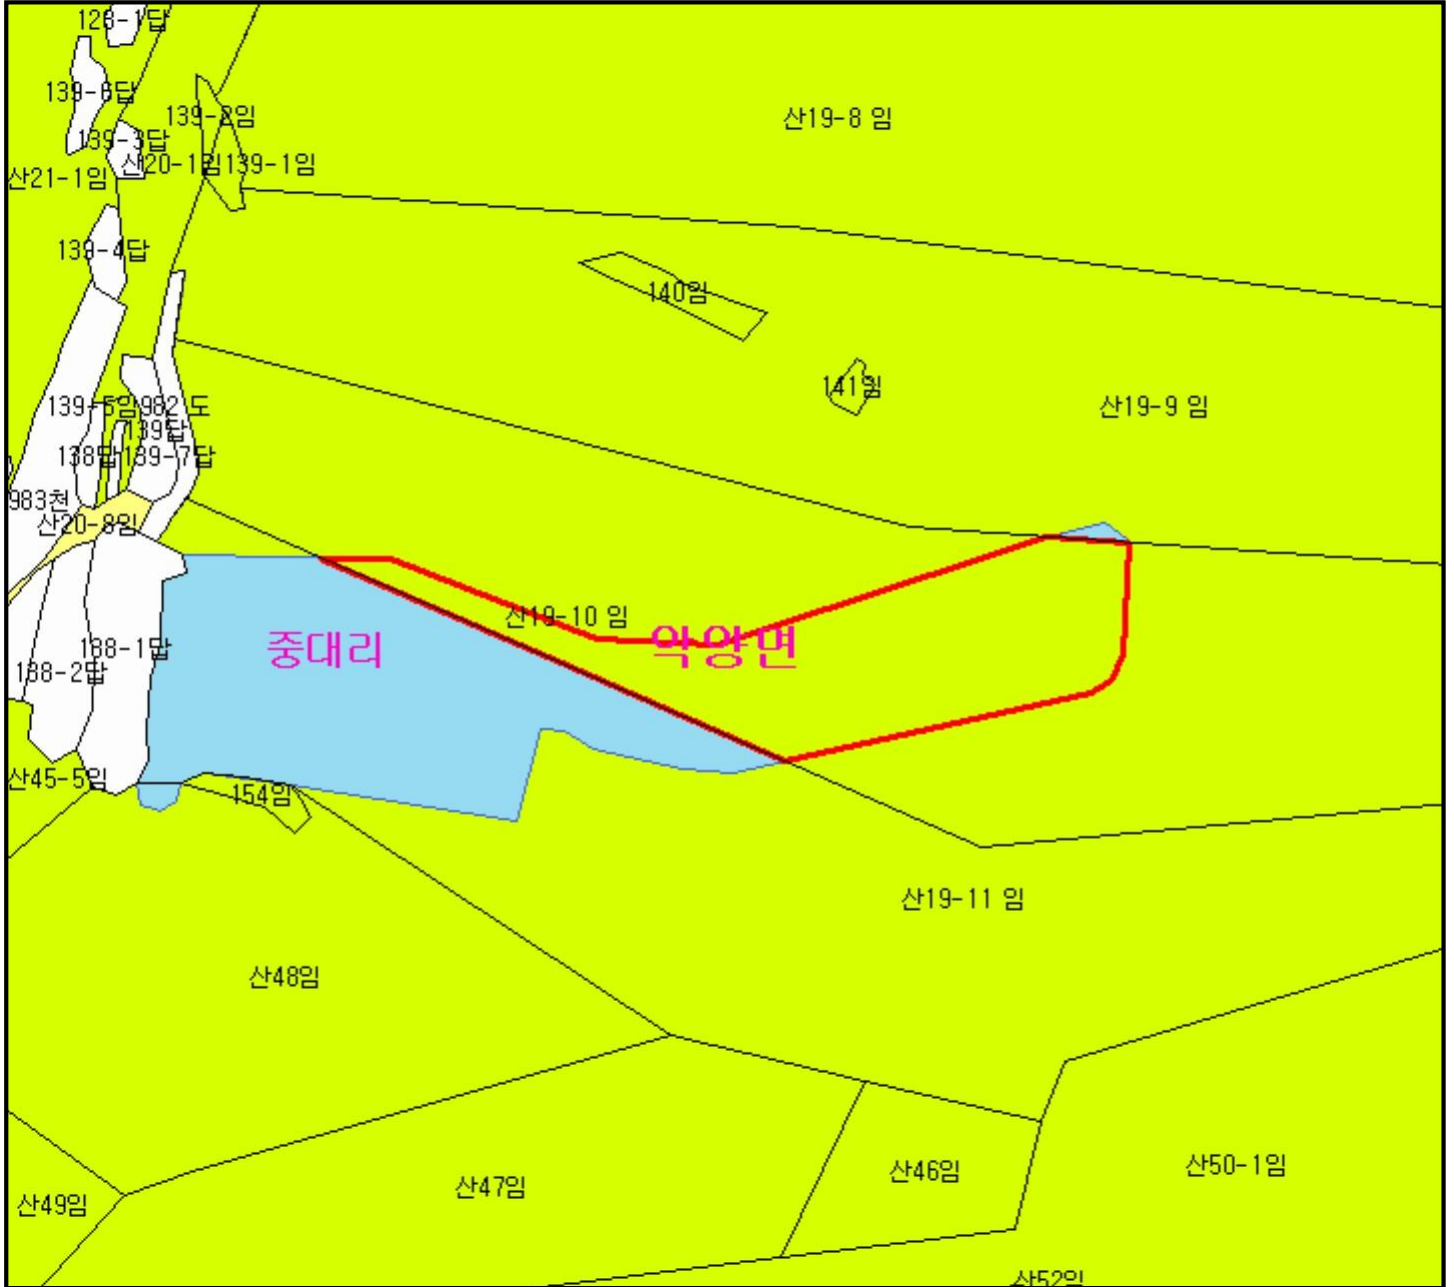 128-1답
139-6답
139-2임
산19-8 임
139-3답
산20-1임
139-1임
산21-1임
139-4답
140임
141임
산19-9 임
139-5임
982 도
139답
138답
139-7답
983천
산20-8임
산19-10 임
중대리
악양면
188-1답
188-2답
산45-5임
154임
산19-11 임
산48임
산50-1임
산46임
산47임
산49임
산52임